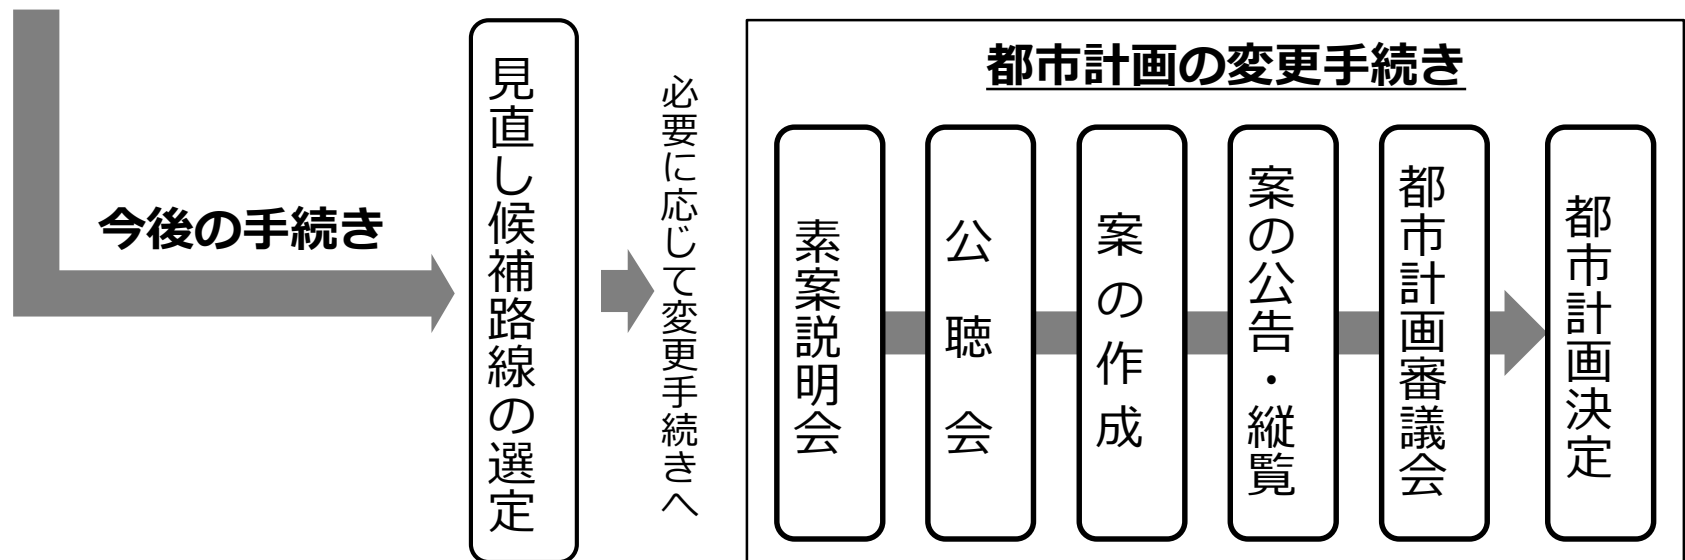 今後の手続き
見直し候補路線の選定
必要に応じて変更手続きへ
都市計画の変更手続き
素案説明会
公聴会
案の作成
案の公告・縦覧
都市計画審議会
都市計画決定